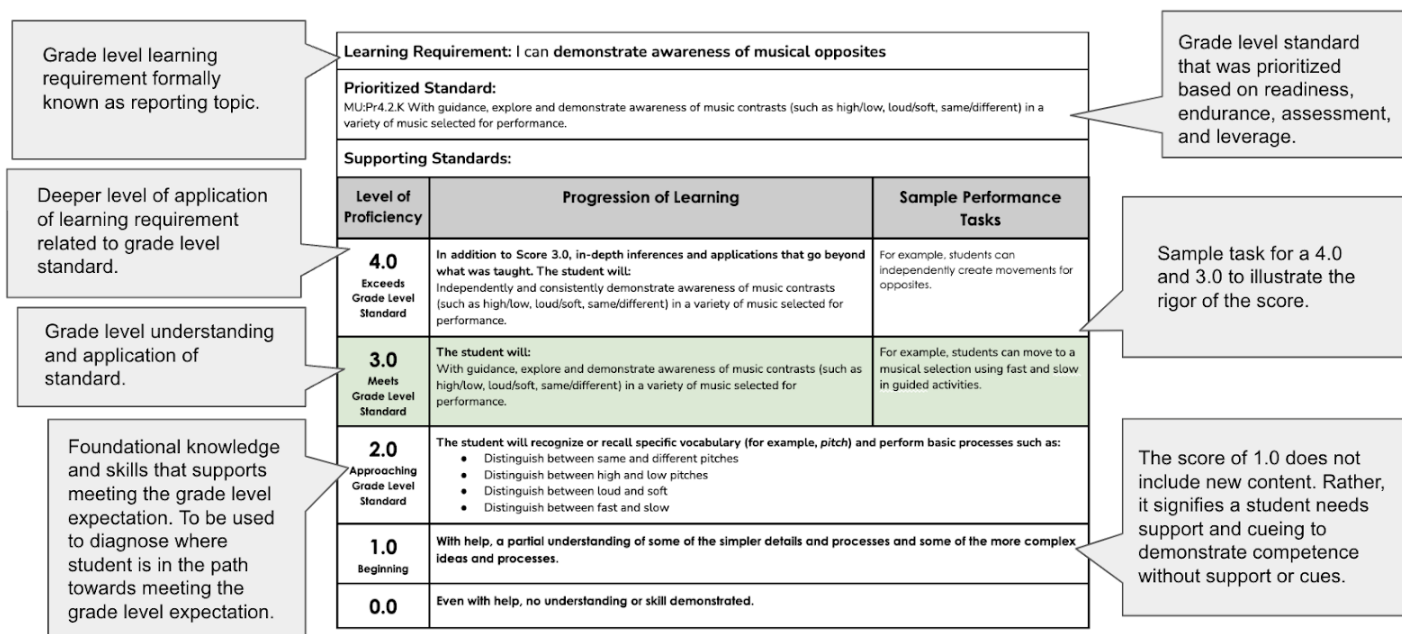 Grade level learning
requirement formally
known as reporting topic.
Deeper level of application
of learning requirement
related to grade level
standard.
Grade level understanding
and application of
standard.
Foundational knowledge
and skills that supports
meeting the grade level
expectation. To be used
to diagnose where
student is in the path
towards meeting the
grade level expectation.
Learning Requirement: I can demonstrate awareness of musical opposites
Prioritized Standard:
MU:Pr4.2.K With guidance, explore and demonstrate awareness of music contrasts (such as high/low, loud/soft, same/different) in a
variety of music selected for performance.
Supporting Standards:
Level of
Proficiency
Progression of Learning
Sample Performance
Tasks
4.0
Exceeds
Grade Level
Standard
In addition to Score 3.0, in-depth inferences and applications that go beyond
what was taught. The student will:
Independently and consistently demonstrate awareness of music contrasts
(such as high/low, loud/soft, same/different) in a variety of music selected for
performance.
For example, students can
independently create movements for
opposites.
3.0
Meets
Grade Level
Standard
The student will:
With guidance, explore and demonstrate awareness of music contrasts (such as
high/low, loud/soft, same/different) in a variety of music selected for
performance.
For example, students can move to a
musical selection using fast and slow
in guided activities.
2.0
Approaching
Grade Level
Standard
The student will recognize or recall specific vocabulary (for example, pitch) and perform basic processes such as:
● Distinguish between same and different pitches
● Distinguish between high and low pitches
● Distinguish between loud and soft
● Distinguish between fast and slow
1.0
Beginning
With help, a partial understanding of some of the simpler details and processes and some of the more complex
ideas and processes.
0.0
Even with help, no understanding or skill demonstrated.
Grade level standard
that was prioritized
based on readiness,
endurance, assessment,
and leverage.
Sample task for a 4.0
and 3.0 to illustrate the
rigor of the score.
The score of 1.0 does not
include new content. Rather,
it signifies a student needs
support and cueing to
demonstrate competence
without support or cues.